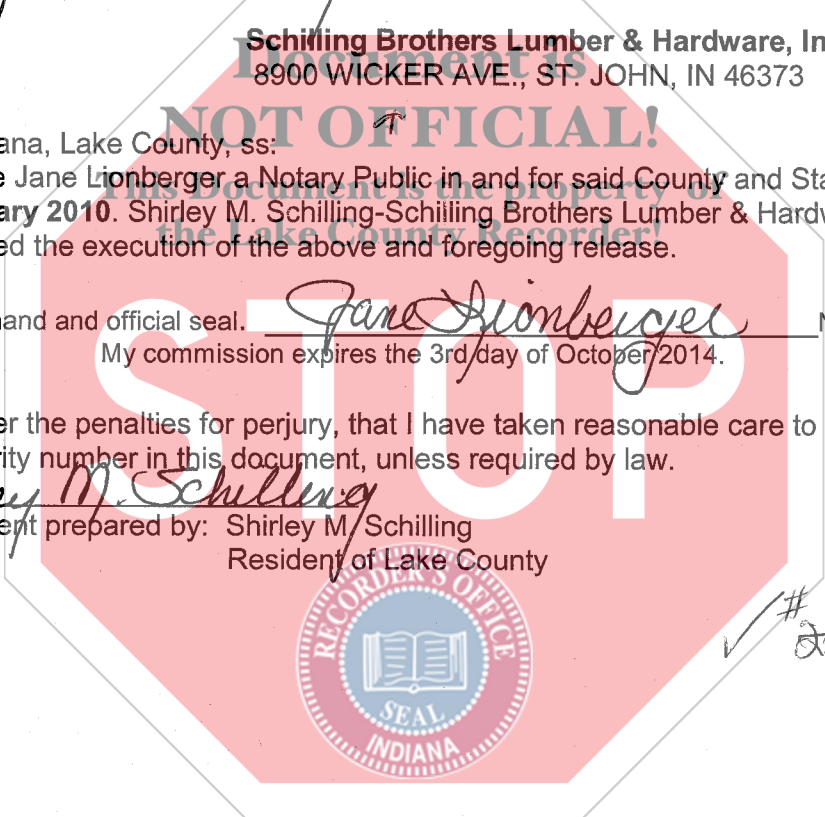 Schilling Brothers Lumber & Hardware, In
Document is
8900 WICKER AVE., ST. JOHN, IN 46373
NOT OFFICIAL!
ana, Lake County, ss:
e Jane Lionberger a Notary Public in and for said County and Sta
This Document is the property of
ary 2010. Shirley M. Schilling-Schilling Brothers Lumber & Hardw
the Lake County Recorder!
ed the execution of the above and foregoing release.
hand and official seal. Jane Lionberger N
My commission expires the 3rd day of October 2014.
STOP
er the penalties for perjury, that I have taken reasonable care to
ity number in this document, unless required by law.
ey M. Schilling
ent prepared by: Shirley M. Schilling
Resident of Lake County
RECORDER'S OFFICE
SEAL
INDIANA
#
2